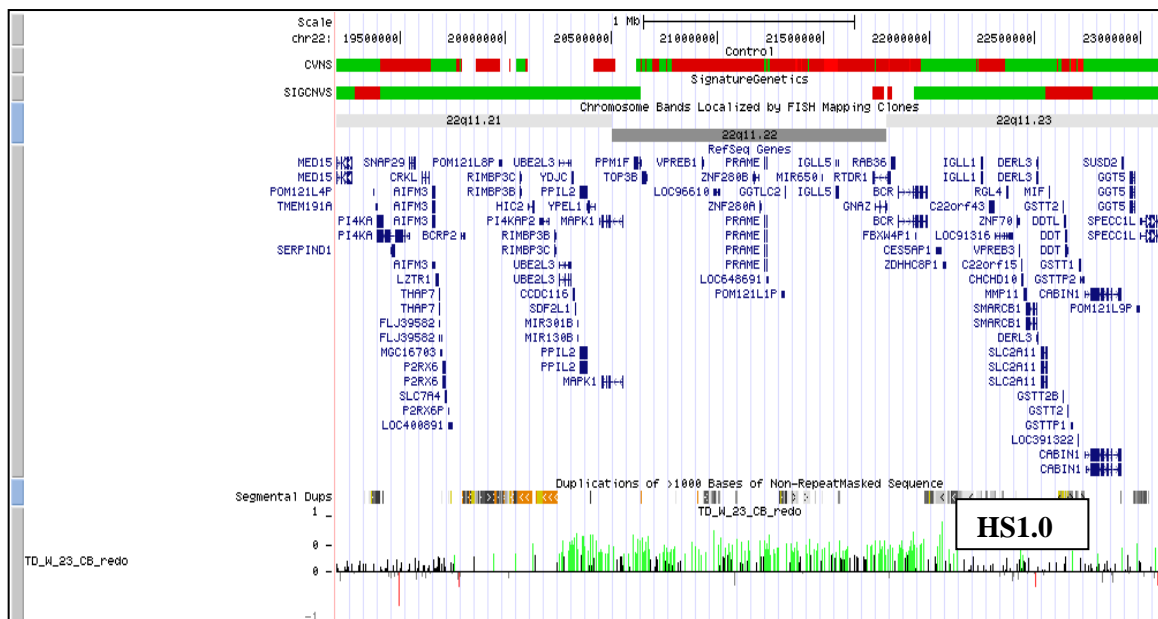 Scale 1 Mb
chr22: 19500000 20000000 20500000 21000000 21500000 22000000 22500000 23000000
Control
CVNS
SignatureGenetics
SIGCNVS
Chromosome Bands Localized by FISH Mapping Clones
22q11.21 22q11.22 22q11.23
RefSeq Genes
MED15 SNAP29 POM121L8P UBE2L3 PPM1F VPREB1 PRAME IGLL5 RAB36 IGLL1 DERL3 SUSD2
MED15 CRKL RIMBP3C YDJC TOP3B ZNF280B MIR650 RTDR1 IGLL1 DERL3 GGT5
POM121L4P AIFM3 RIMBP3B PPIL2 LOC96610 GGTLC2 IGLL5 BCR RGL4 MIF GGT5
TMEM191A AIFM3 HIC2 YPEL1 ZNF280A GNAZ C22orf43 GSTT2 GGT5
PI4KA AIFM3 PI4KAP2 MAPK1 PRAME BCR ZNF70 DDTL SPECC1L
PI4KA BCRP2 RIMBP3B PRAME FBXW4P1 LOC91316 DDT SPECC1L
SERPIND1 RIMBP3C PRAME CES5AP1 VPREB3 DDT
AIFM3 UBE2L3 PRAME ZDHHC8P1 C22orf15 GSTT1
LZTR1 UBE2L3 LOC648691 CHCHD10 GSTTP2
THAP7 CCDC116 POM121L1P MMP11 CABIN1
THAP7 SDF2L1 SMARCB1 POM121L9P
FLJ39582 MIR301B SMARCB1
FLJ39582 MIR130B DERL3
MGC16703 PPIL2 SLC2A11
P2RX6 PPIL2 SLC2A11
P2RX6 MAPK1 SLC2A11
SLC7A4 GSTT2B
P2RX6P GSTT2
LOC400891 GSTTP1
LOC391322
CABIN1
CABIN1
Duplications of >1000 Bases of Non-RepeatMasked Sequence
Segmental Dups
TD_W_23_CB_redo
1
HS1.0
0
TD_W_23_CB_redo 0
-1